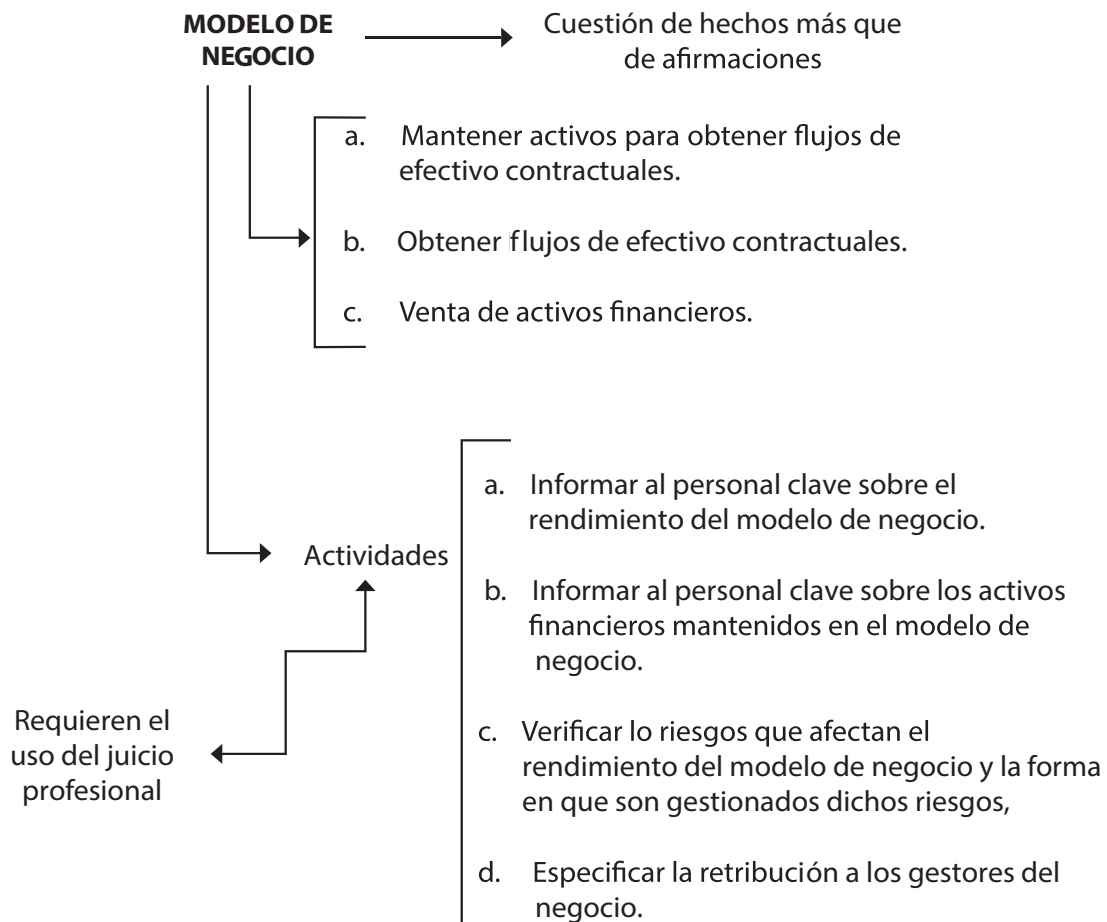 MODELO DE
NEGOCIO
Cuestión de hechos más que
de afirmaciones
a. Mantener activos para obtener flujos de
efectivo contractuales.
b. Obtener flujos de efectivo contractuales.
c. Venta de activos financieros.
Actividades
a. Informar al personal clave sobre el
rendimiento del modelo de negocio.
b. Informar al personal clave sobre los activos
financieros mantenidos en el modelo de
negocio.
c. Verificar lo riesgos que afectan el
rendimiento del modelo de negocio y la forma
en que son gestionados dichos riesgos,
d. Especificar la retribución a los gestores del
negocio.
Requieren el
uso del juicio
profesional